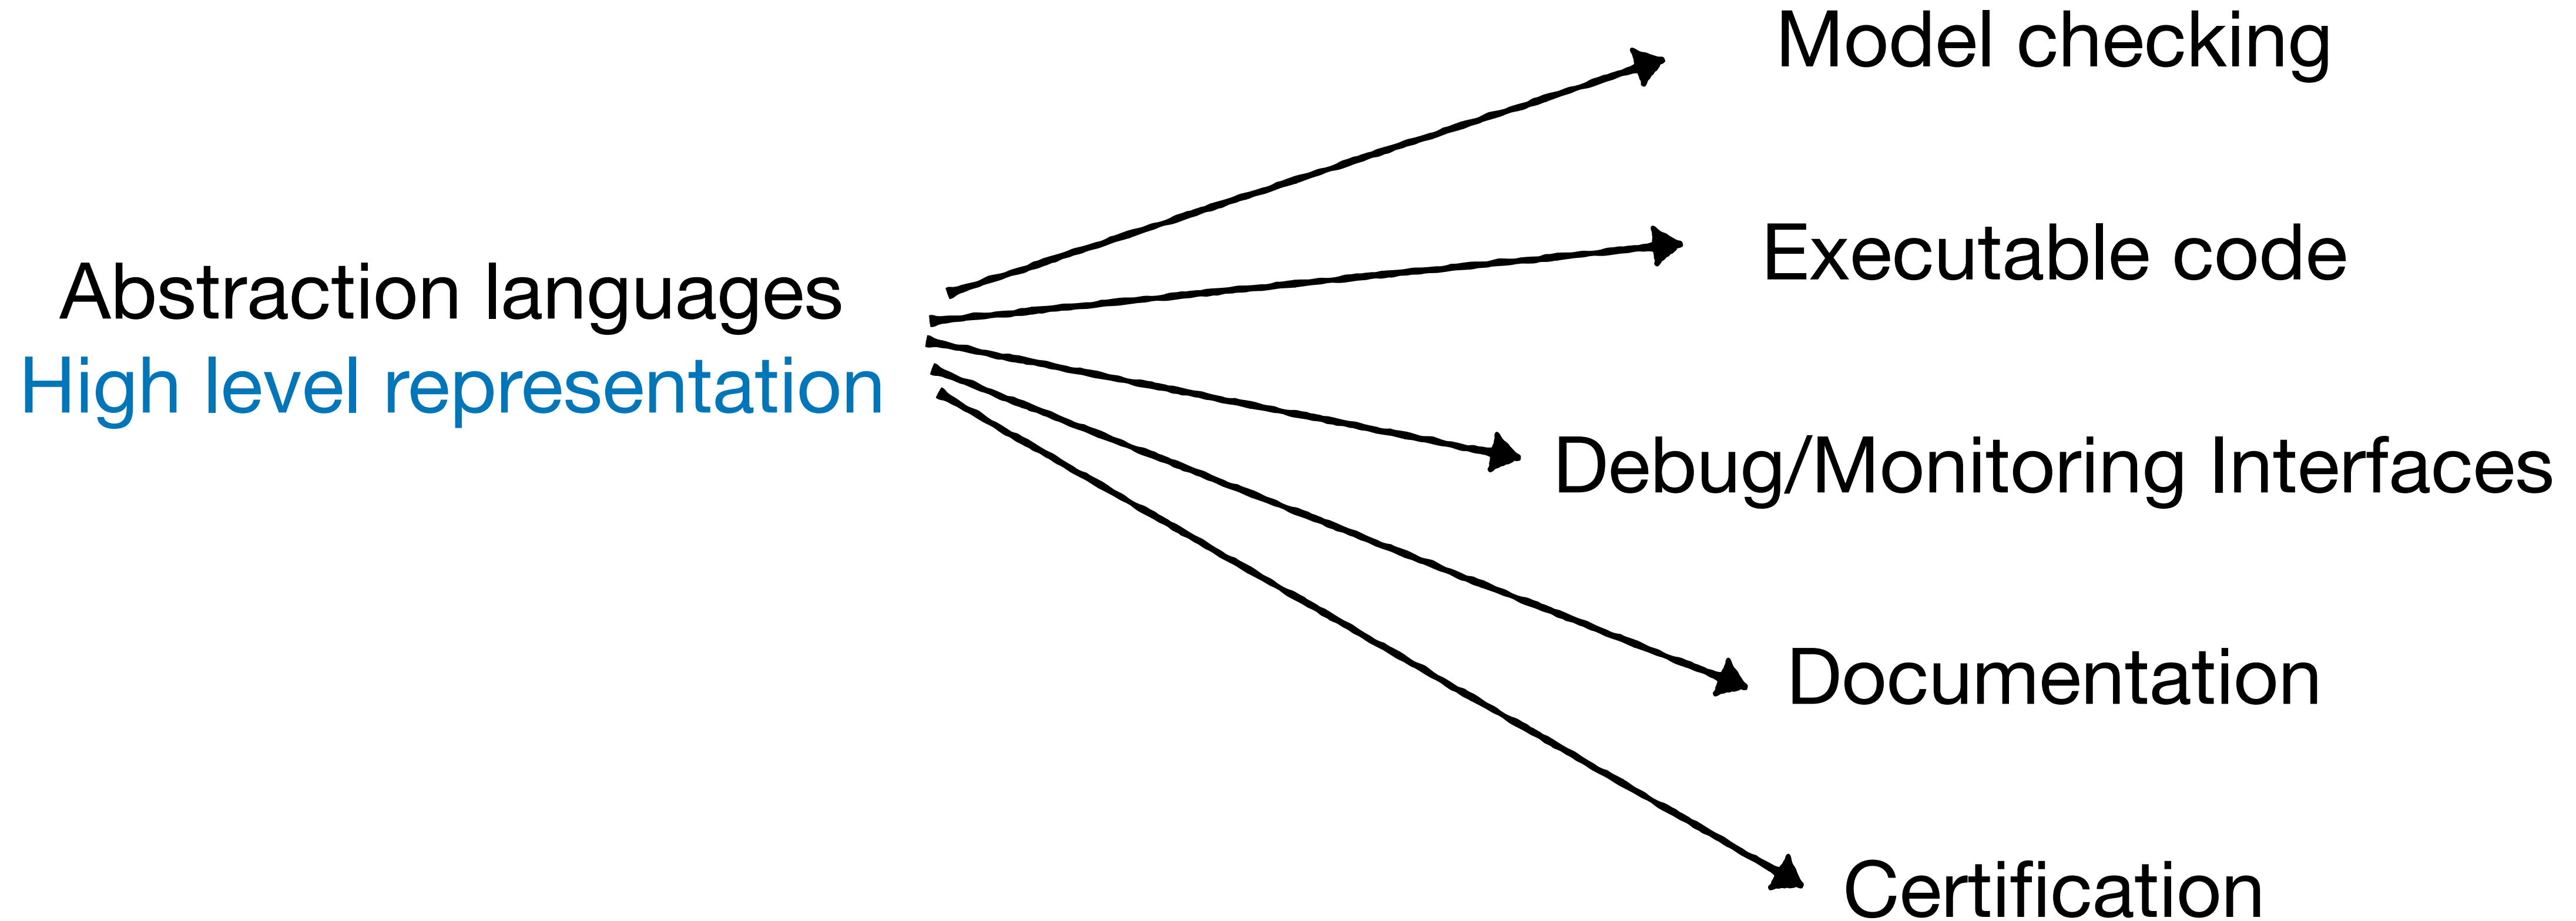 Model checking
Executable code
Abstraction languages
High level representation
Debug/Monitoring Interfaces
Documentation
Certification